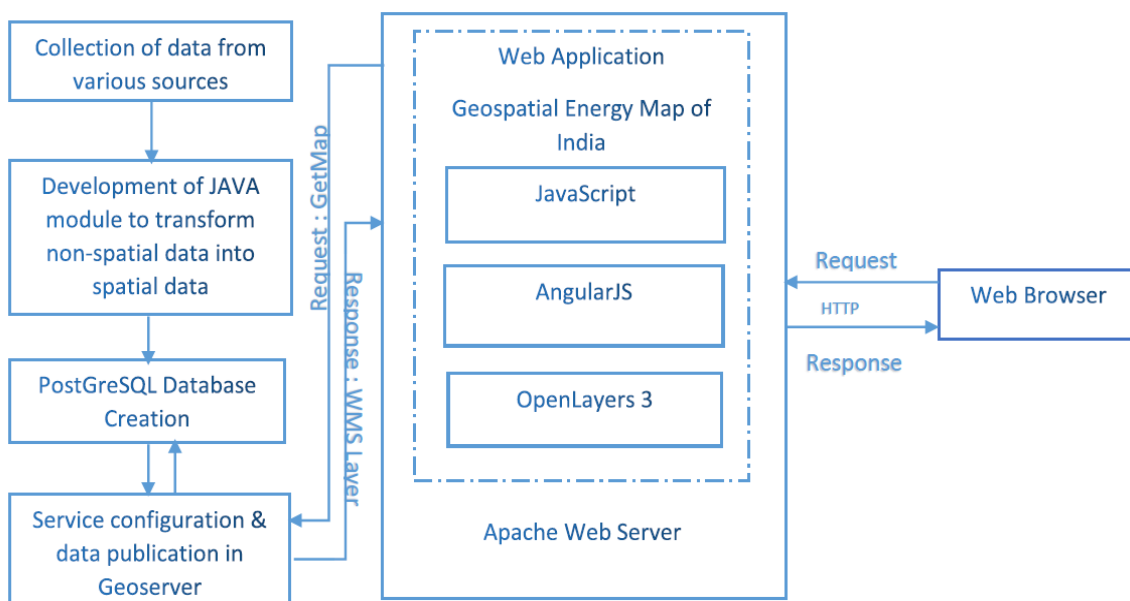 Collection of data from
various sources
Development of JAVA
module to transform
non-spatial data into
spatial data
PostGreSQL Database
Creation
Service configuration &
data publication in
Geoserver
Request : GetMap
Response : WMS Layer
Web Application
Geospatial Energy Map of
India
JavaScript
AngularJS
OpenLayers 3
Apache Web Server
Request
HTTP
Response
Web Browser